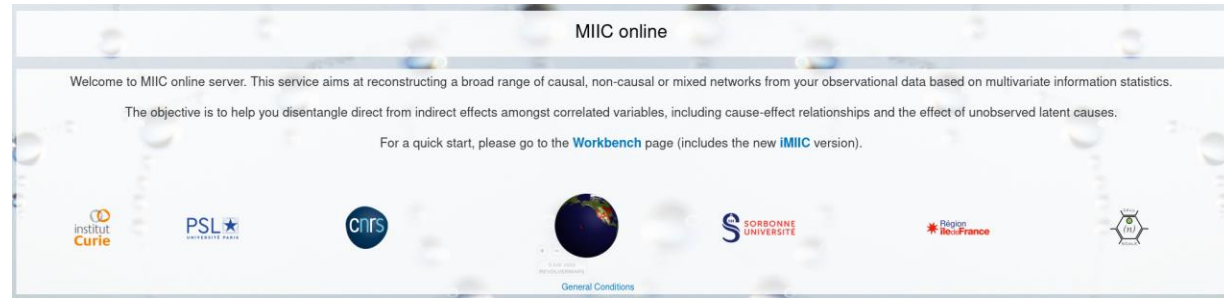 MIIC online
Welcome to MIIC online server. This service aims at reconstructing a broad range of causal, non-causal or mixed networks from your observational data based on multivariate information statistics.
The objective is to help you disentangle direct from indirect effects amongst correlated variables, including cause-effect relationships and the effect of unobserved latent causes.
For a quick start, please go to the Workbench page (includes the new iMIIC version).
institut
Curie
PSL
UNIVERSITÉ PARIS
cnrs
REVOLVERMAPS
SORBONNE
UNIVERSITÉ
Région
îledeFrance
(n)
General Conditions